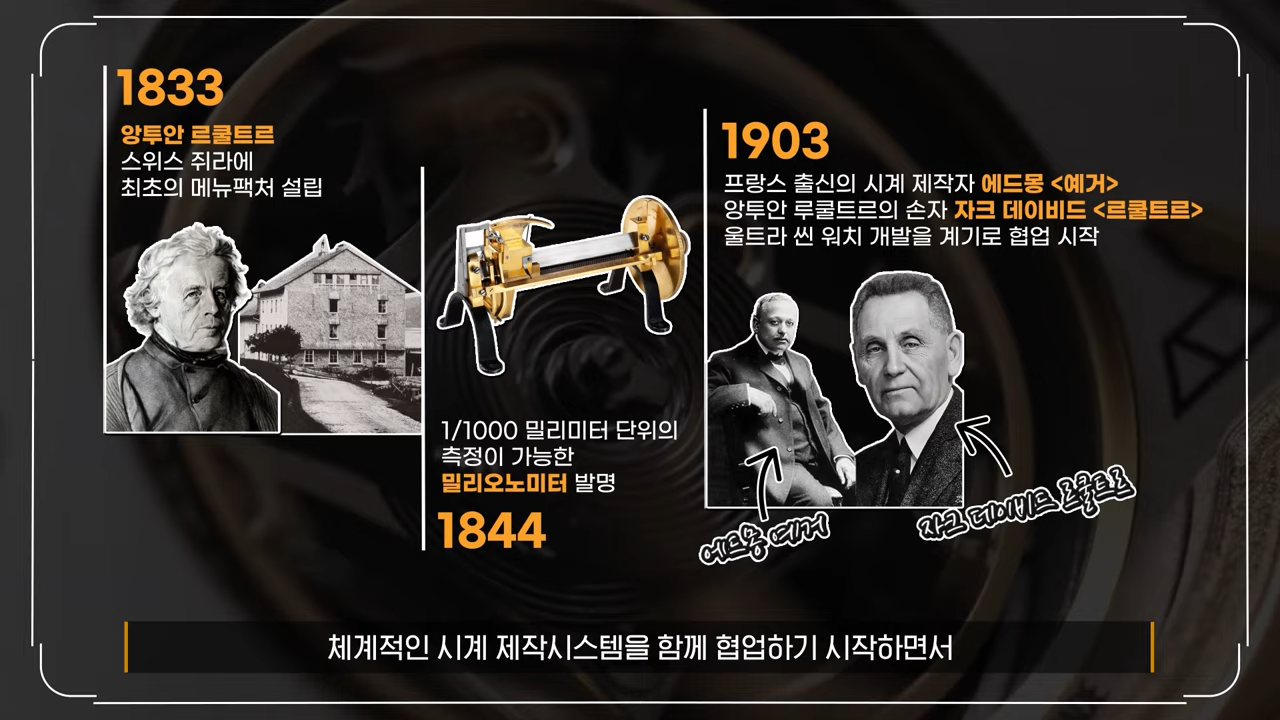 1833
앙투안 르쿨트르
스위스 쥐라에
최초의 메뉴팩처 설립
1/1000 밀리미터 단위의
측정이 가능한
밀리오노미터 발명
1844
1903
프랑스 출신의 시계 제작자 에드몽 <예거>
앙투안 루쿨트르의 손자 자크 데이비드 <르쿨트르>
울트라 씬 워치 개발을 계기로 협업 시작
에드몽 예거
자크 데이비드 르쿨트르
체계적인 시계 제작시스템을 함께 협업하기 시작하면서